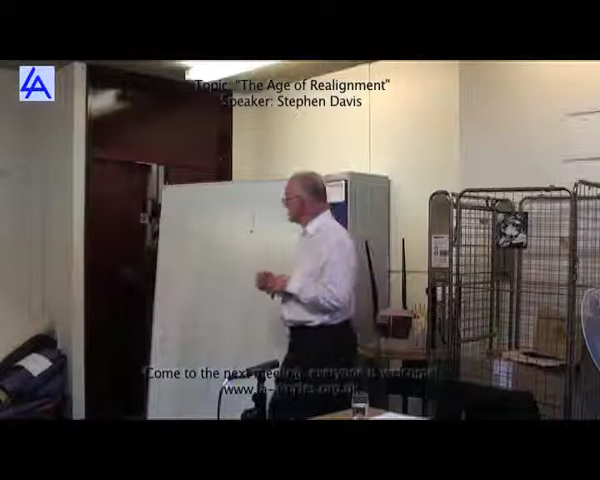 LA
Topic: "The Age of Realignment"
Speaker: Stephen Davis
Come to the next meeting, everyone is welcome!